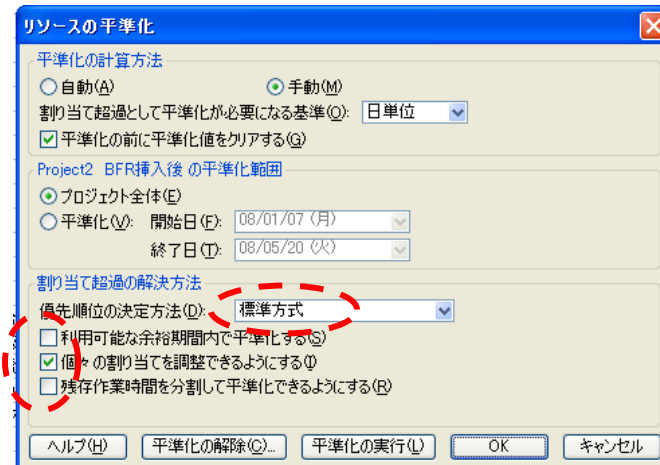 リソースの平準化
平準化の計算方法
自動(A) 手動(M)
割り当て超過として平準化が必要になる基準(O): 日単位
平準化の前に平準化値をクリアする(G)
Project2 BFR挿入後 の平準化範囲
プロジェクト全体(E)
平準化(V): 開始日(F): 08/01/07 (月)
終了日(T): 08/05/20 (火)
割り当て超過の解決方法
優先順位の決定方法(D): 標準方式
利用可能な余裕期間内で平準化する(S)
個々の割り当てを調整できるようにする(I)
残存作業時間を分割して平準化できるようにする(R)
ヘルプ(H) 平準化の解除(C)... 平準化の実行(L) OK キャンセル